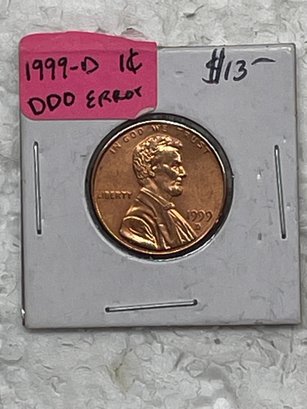 1999-D 1¢
DDO ERROR
$13-
IN GOD WE TRUST
LIBERTY
1999
D